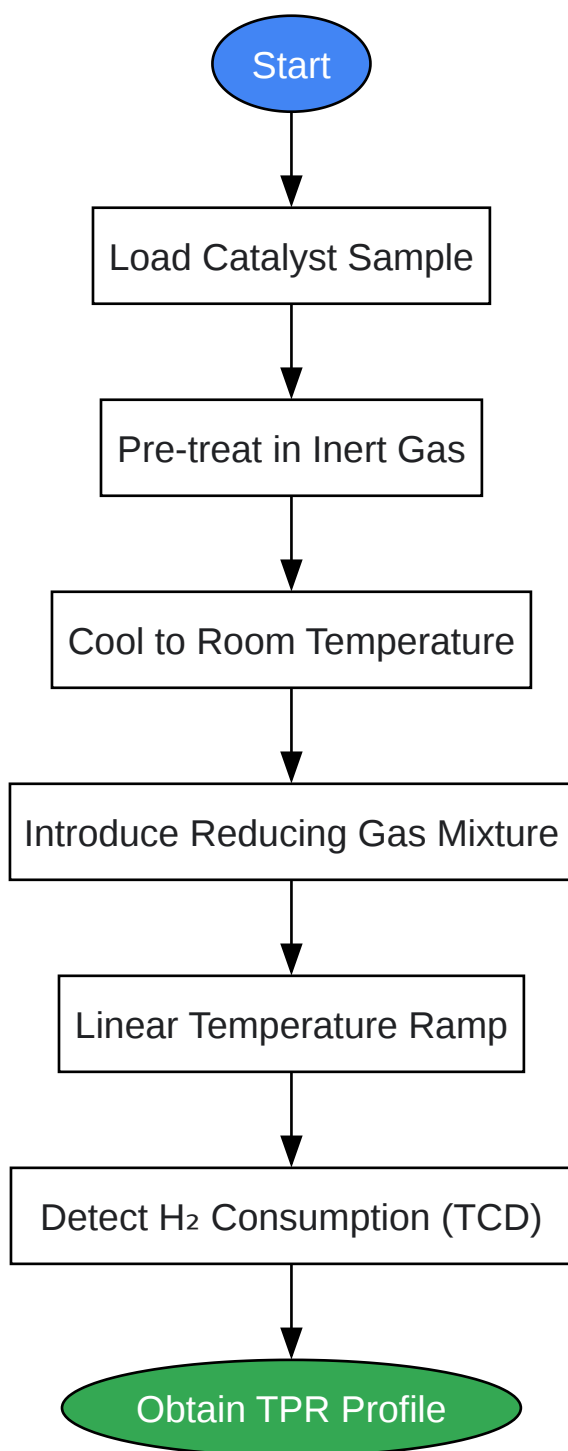 Start
Load Catalyst Sample
Pre-treat in Inert Gas
Cool to Room Temperature
Introduce Reducing Gas Mixture
Linear Temperature Ramp
Detect H₂ Consumption (TCD)
Obtain TPR Profile